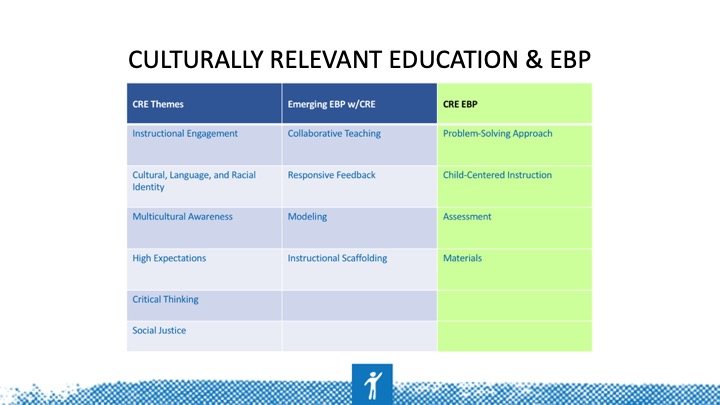 CULTURALLY RELEVANT EDUCATION & EBP
CRE Themes
Emerging EBP w/CRE
CRE EBP
Instructional Engagement
Collaborative Teaching
Problem-Solving Approach
Cultural, Language, and Racial
Identity
Responsive Feedback
Child-Centered Instruction
Multicultural Awareness
Modeling
Assessment
High Expectations
Instructional Scaffolding
Materials
Critical Thinking
Social Justice